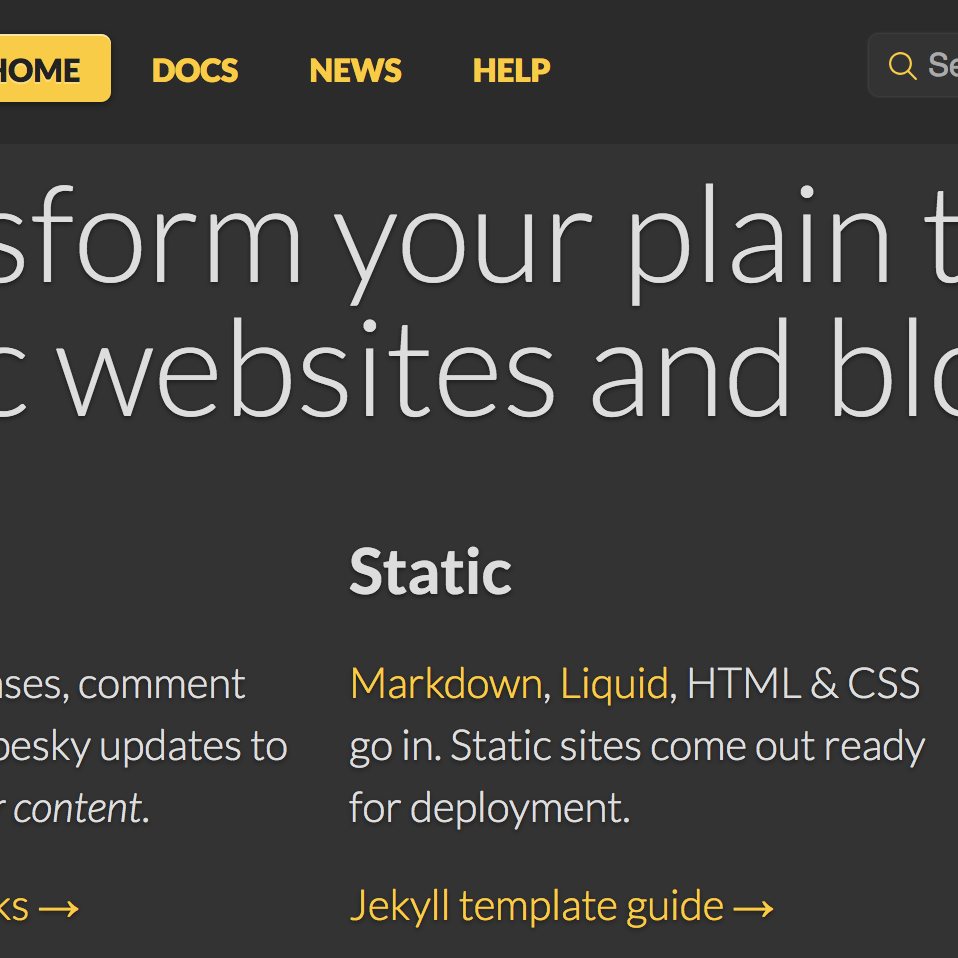 HOME DOCS NEWS HELP
sform your plain t
c websites and blo
Static
ses, comment
pesky updates to
r content.
ks →
Markdown, Liquid, HTML & CSS
go in. Static sites come out ready
for deployment.
Jekyll template guide →